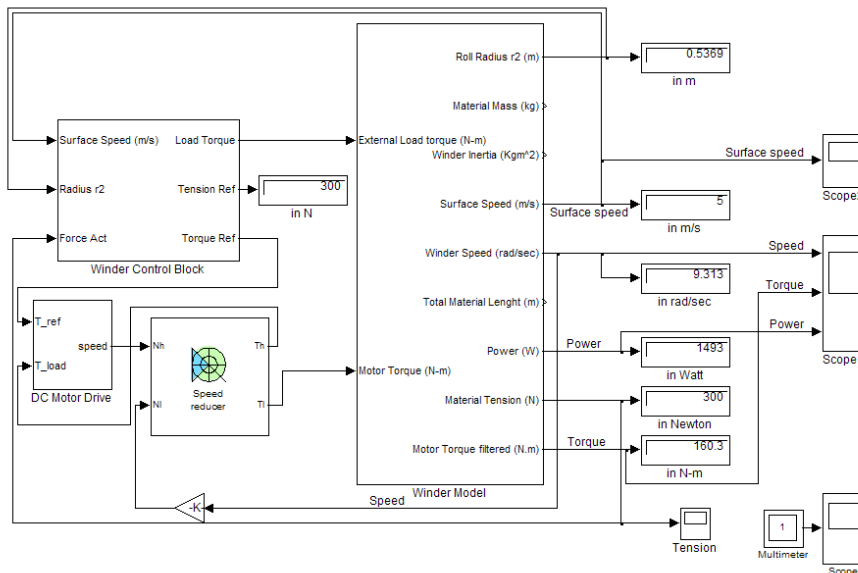 Roll Radius r2 (m)
0.5369
in m
Material Mass (kg)
Surface Speed (m/s)
Load Torque
External Load torque (N-m)
Winder Inertia (Kgm^2)
Surface speed
Scope2
Radius r2
Tension Ref
300
in N
Surface Speed (m/s)
Surface speed
5
in m/s
Force Act
Torque Ref
Winder Control Block
Winder Speed (rad/sec)
Speed
9.313
in rad/sec
Torque
T_ref
speed
T_load
DC Motor Drive
Nh
Th
Nl
Tl
Speed
reducer
Total Material Lenght (m)
Power (W)
Power
Power
1493
in Watt
Scope
Motor Torque (N-m)
Material Tension (N)
300
in Newton
Motor Torque filtered (N.m)
Torque
160.3
in N-m
Winder Model
Speed
-K
Tension
1
Multimeter
Scope